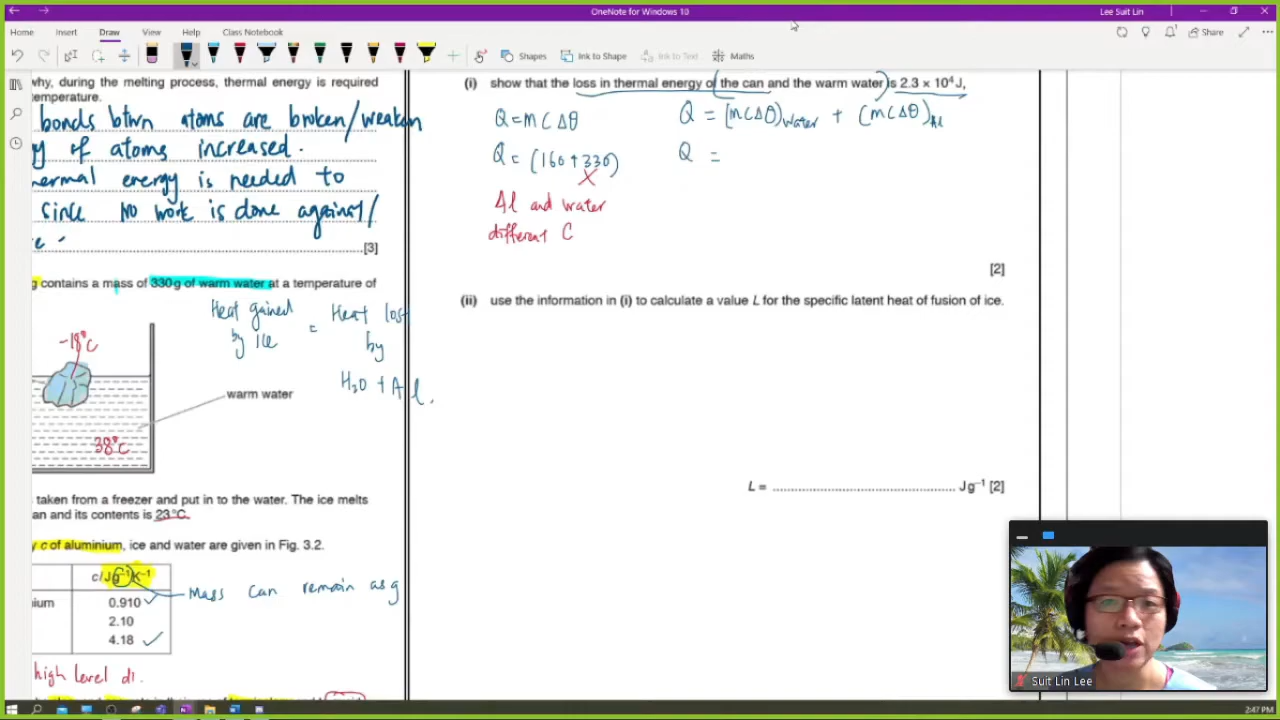 OneNote for Windows 10
Lee Suit Lin
Home Insert Draw View Help Class Notebook
Share
Shapes Ink to Shape Ink to Text Maths
why, during the melting process, thermal energy is required
temperature.
bonds btwn atoms are broken/weaken
y of atoms increased.
hermal energy is needed to
since No work is done against/
[3]
g contains a mass of 330g of warm water at a temperature of
Heat gained by Ice = Heat lost by H₂O + Al.
-18°C
warm water
38°C
taken from a freezer and put in to the water. The ice melts
an and its contents is 23°C.
y c of aluminium, ice and water are given in Fig. 3.2.
c/Jg⁻¹K⁻¹
Mass can remain as g
nium 0.910
2.10
4.18
high level
(i) show that the loss in thermal energy of the can and the warm water is 2.3 × 10⁴ J,
Q = mcΔθ
Q = (160 + 330)
X
Al and water
different C
Q = (mcΔθ)water + (mcΔθ)Al
Q =
[2]
(ii) use the information in (i) to calculate a value L for the specific latent heat of fusion of ice.
L = ............................................... Jg⁻¹ [2]
Suit Lin Lee
2:47 PM